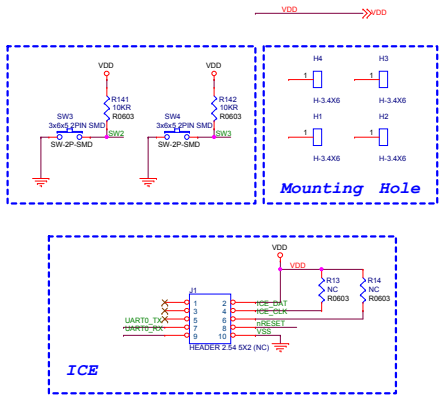 VDD VDD
VDD VDD
R141 R142
10KR 10KR
R0603 R0603
SW3 SW4
3x6x5 2PIN SMD 3x6x5 2PIN SMD
SW2 SW3
SW-2P-SMD SW-2P-SMD
H4 H3
1 1
H-3.4X6 H-3.4X6
H1 H2
1 1
H-3.4X6 H-3.4X6
Mounting Hole
VDD
VDD
R13 R14
NC NC
R0603 R0603
J1
1 2 ICE_DAT
3 4 ICE_CLK
UART0_TX 5 6
UART0_RX 7 8 nRESET
9 10 VSS
HEADER 2.54 5X2 (NC)
ICE